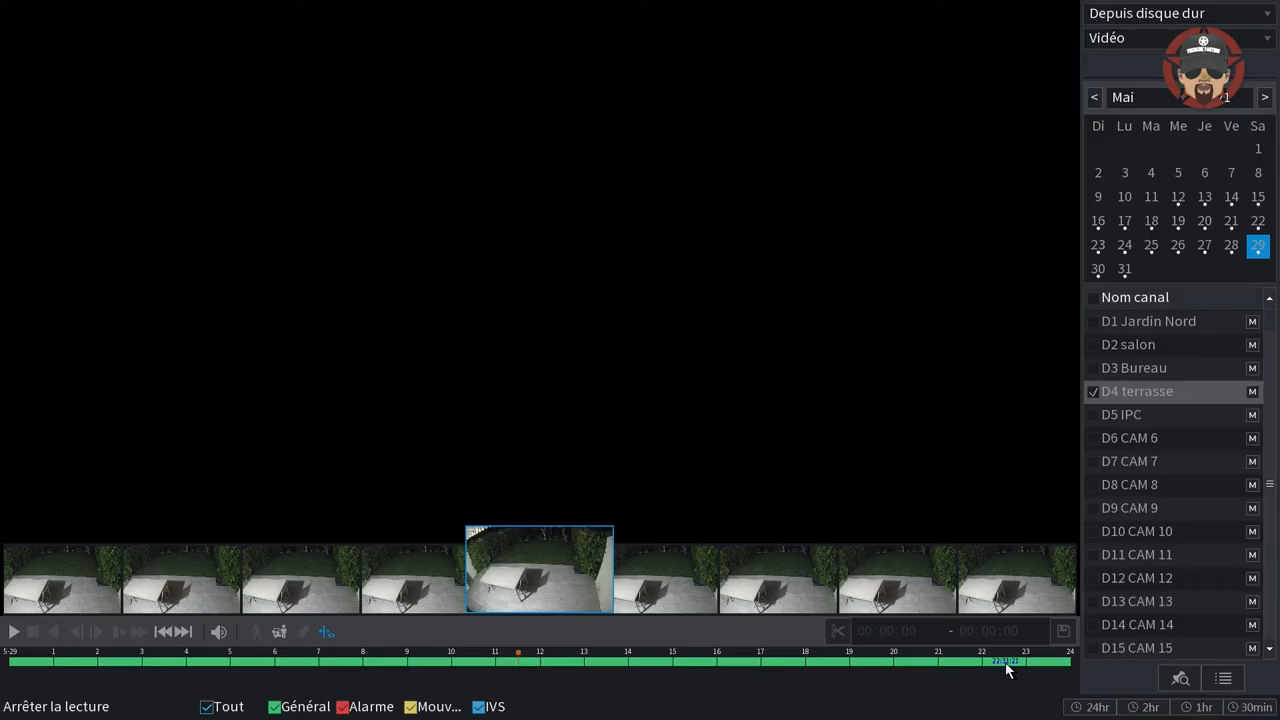 Depuis disque dur
Vidéo
< Mai 1 >
Di Lu Ma Me Je Ve Sa
1
2 3 4 5 6 7 8
9 10 11 12 13 14 15
16 17 18 19 20 21 22
23 24 25 26 27 28 29
30 31
Nom canal
D1 Jardin Nord M
D2 salon M
D3 Bureau M
D4 terrasse M
D5 IPC M
D6 CAM 6 M
D7 CAM 7 M
D8 CAM 8 M
D9 CAM 9 M
D10 CAM 10 M
D11 CAM 11 M
D12 CAM 12 M
D13 CAM 13 M
D14 CAM 14 M
D15 CAM 15 M
00:00:00 - 00:00:00
5-29 1 2 3 4 5 6 7 8 9 10 11 12 13 14 15 16 17 18 19 20 21 22 23 24
Arrêter la lecture
Tout Général Alarme Mouv... IVS
24hr 2hr 1hr 30min